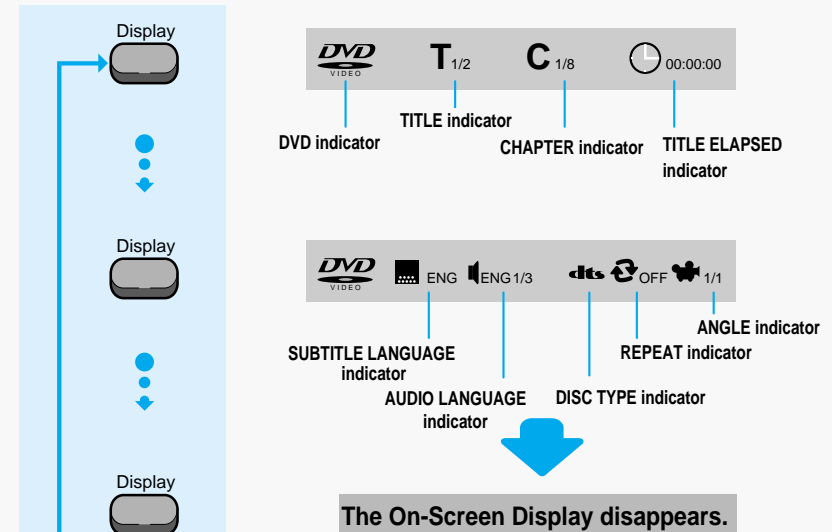 Display
DVD
VIDEO
T 1/2
C 1/8
00:00:00
DVD indicator
TITLE indicator
CHAPTER indicator
TITLE ELAPSED
indicator
Display
DVD
VIDEO
ENG
ENG 1/3
dts
OFF
1/1
ANGLE indicator
REPEAT indicator
SUBTITLE LANGUAGE
indicator
DISC TYPE indicator
AUDIO LANGUAGE
indicator
Display
The On-Screen Display disappears.